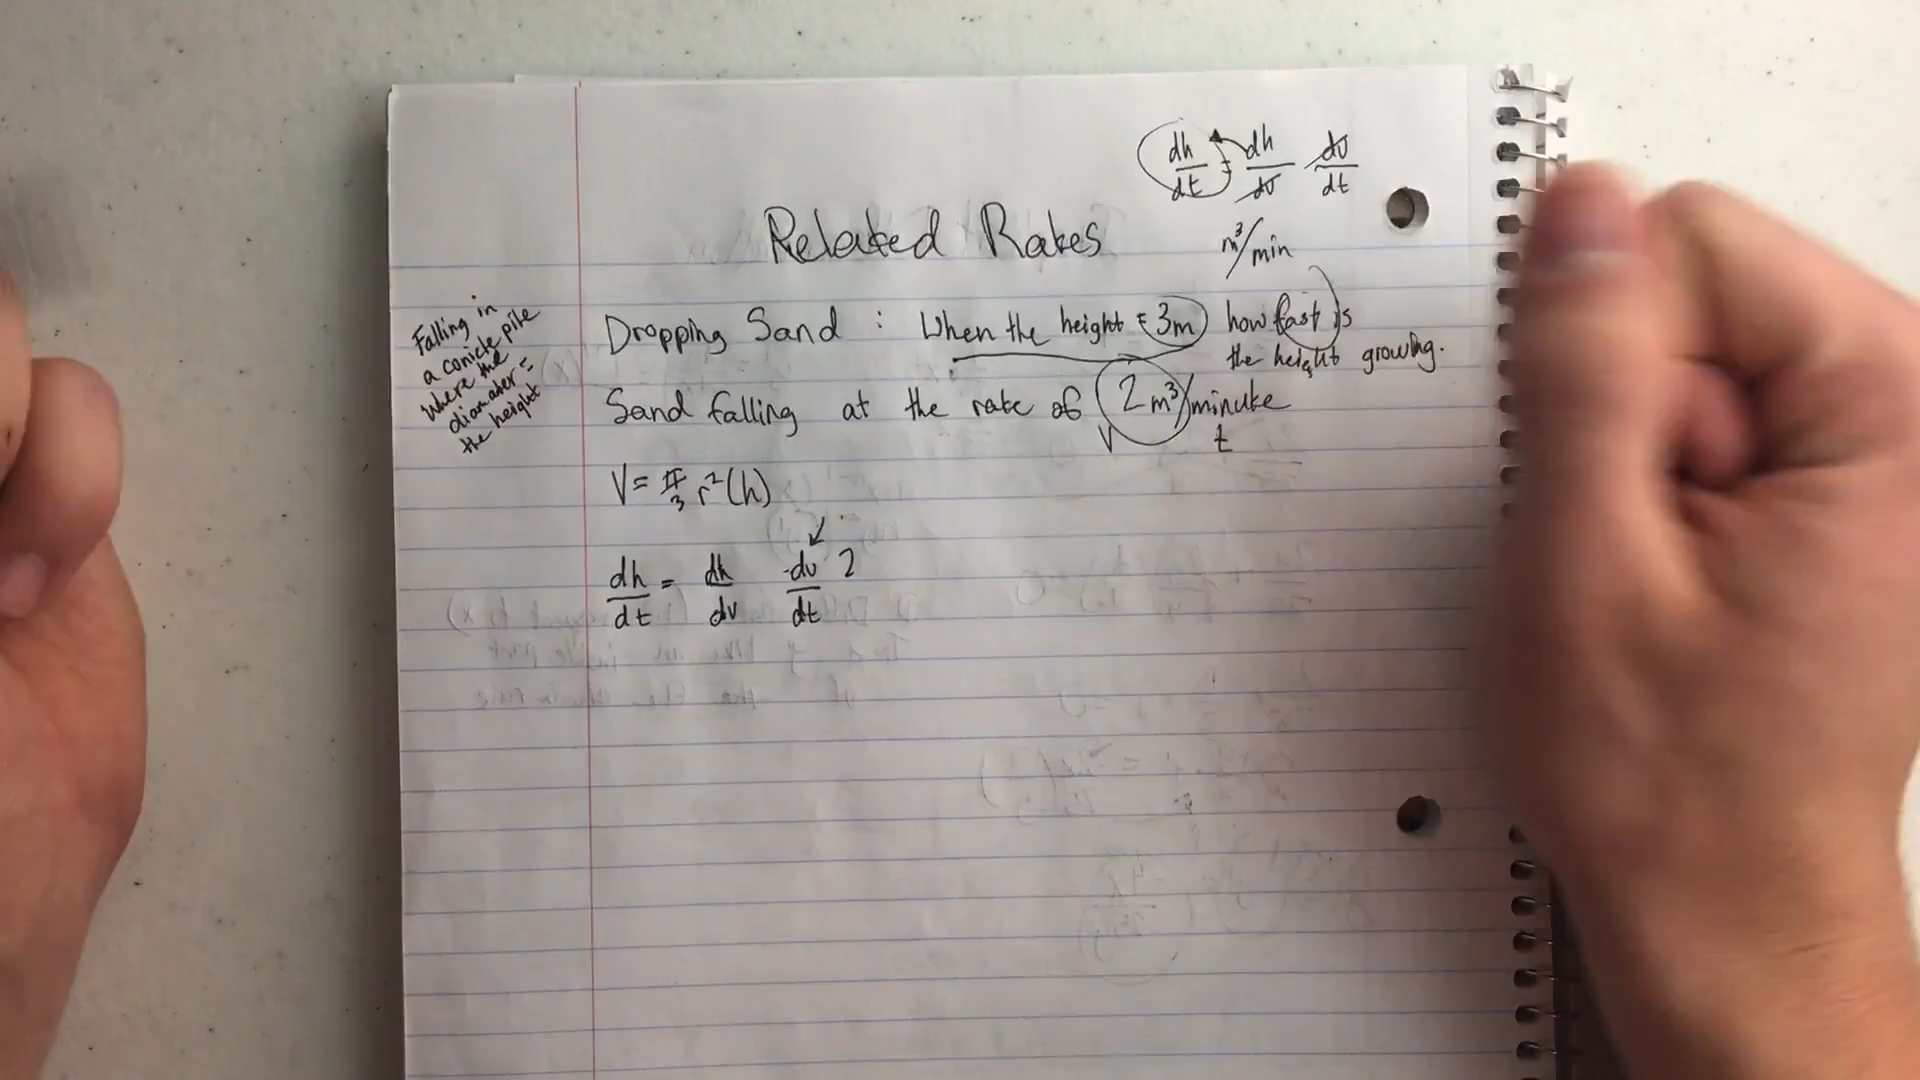 dh/dt = dh/dv dv/dt
Related Rates
m³/min
Falling in
a conicle pile
where the
diamater =
the height
Dropping Sand : When the height = 3m how fast is
the height growing.
Sand falling at the rate of 2m³/minute
V t
V = π/3 r²(h)
dh/dt = dh/dv dv/dt 2